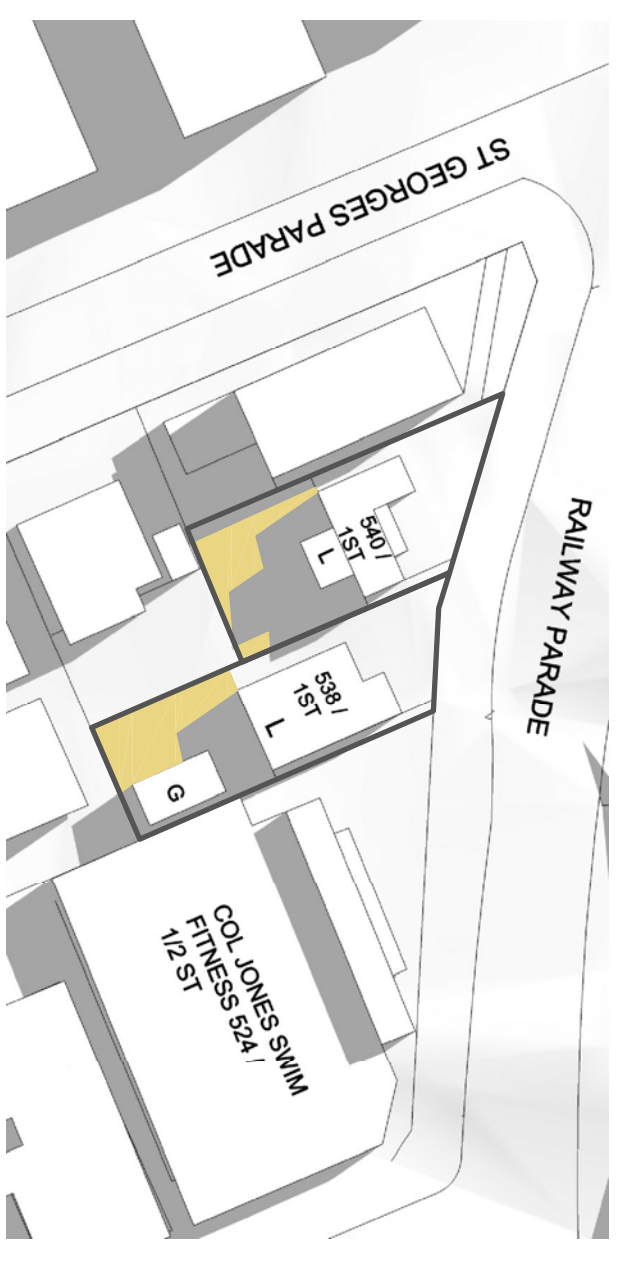 ST GEORGES PARADE
RAILWAY PARADE
540 /
1ST
L
538 /
1ST
L
G
COL JONES SWIM
FITNESS 524 /
1/2 ST